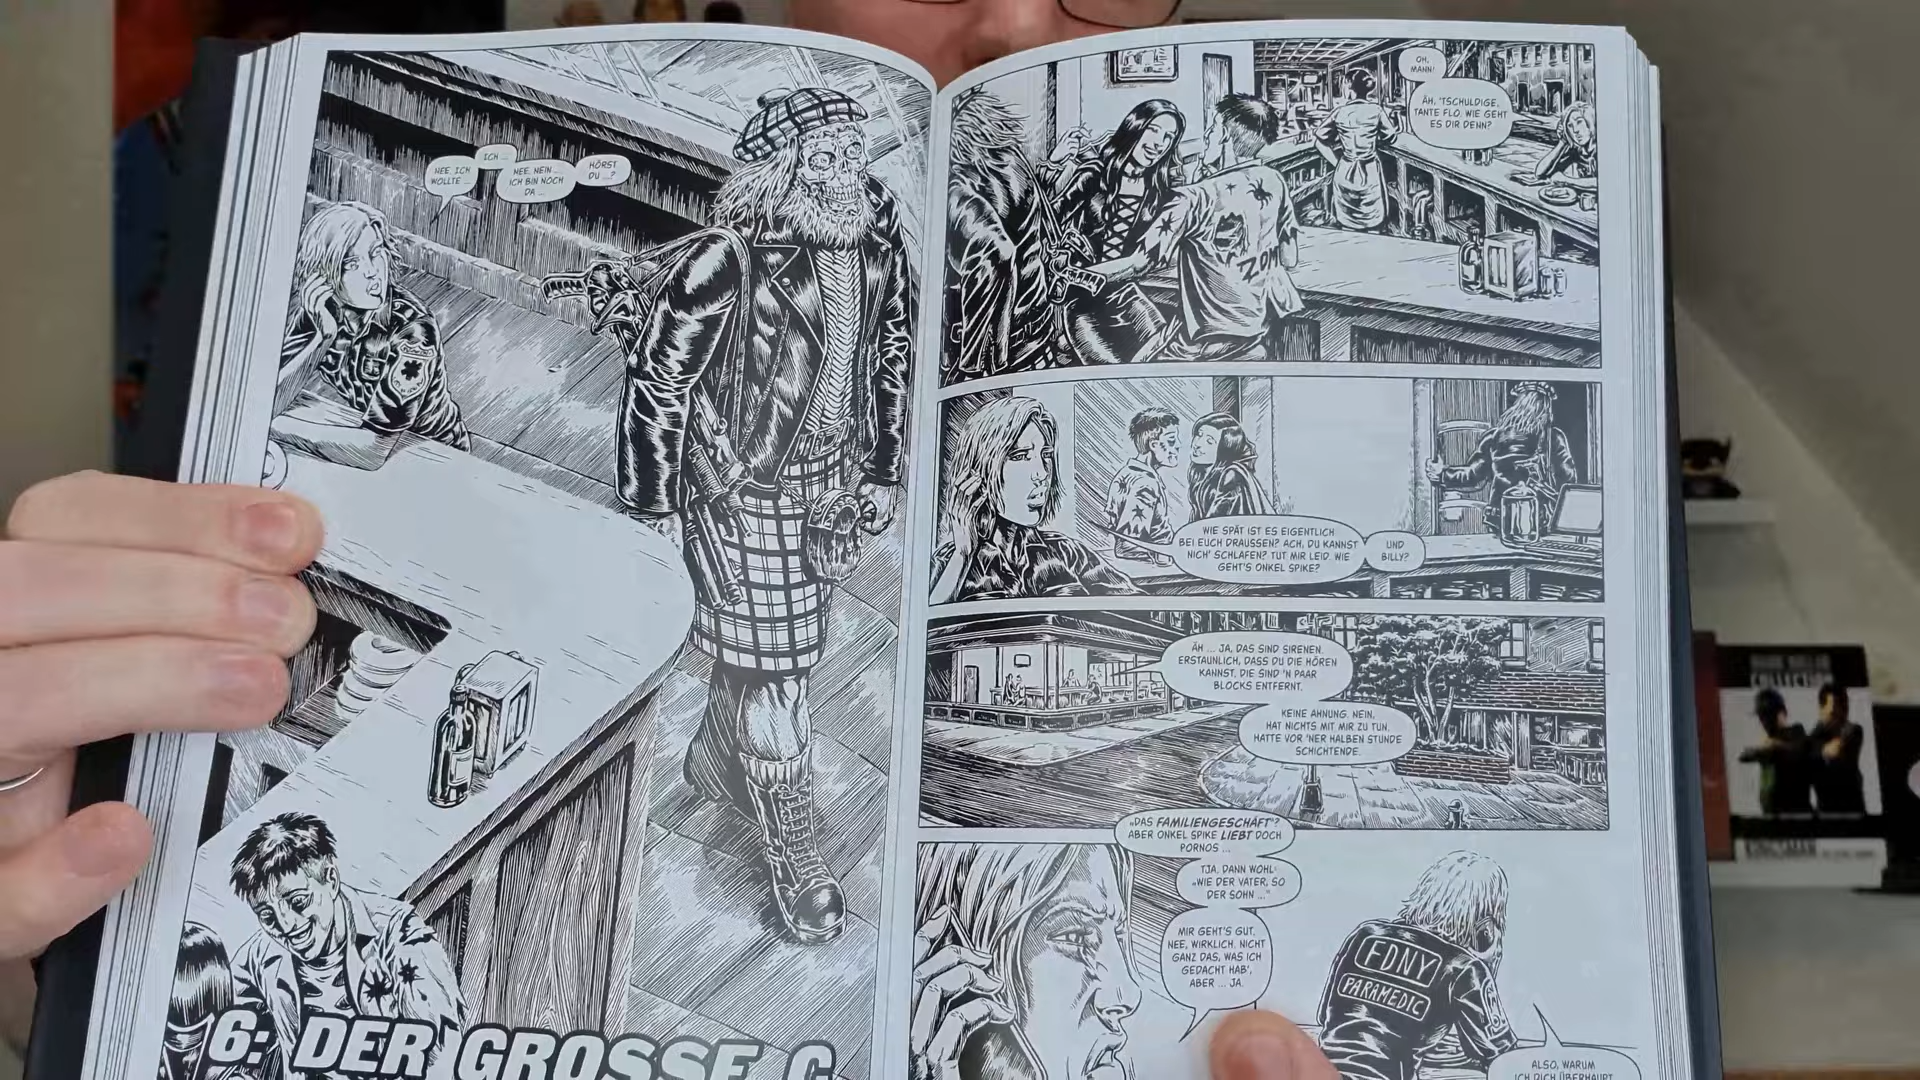 NEE. ICH
WOLLTE ...
ICH ...
NEE. NEIN ...
ICH BIN NOCH
DA ...
HÖRST
DU ...?
6: DER GROSSE C
OH,
MANN!
ÄH, 'TSCHULDIGE,
TANTE FLO. WIE GEHT
ES DIR DENN?
ZOM
WIE SPÄT IST ES EIGENTLICH
BEI EUCH DRAUSSEN? ACH, DU KANNST
NICH' SCHLAFEN? TUT MIR LEID. WIE
GEHT'S ONKEL SPIKE?
UND
BILLY?
ÄH ... JA, DAS SIND SIRENEN.
ERSTAUNLICH, DASS DU DIE HÖREN
KANNST, DIE SIND 'N PAAR
BLOCKS ENTFERNT.
KEINE AHNUNG. NEIN,
HAT NICHTS MIT MIR ZU TUN,
HATTE VOR 'NER HALBEN STUNDE
SCHICHTENDE.
„DAS FAMILIENGESCHÄFT“?
ABER ONKEL SPIKE LIEBT DOCH
PORNOS ...
TJA, DANN WOHL:
„WIE DER VATER, SO
DER SOHN ...“
MIR GEHT'S GUT.
NEE, WIRKLICH. NICHT
GANZ DAS, WAS ICH
GEDACHT HAB',
ABER ... JA.
FDNY
PARAMEDIC
ALSO, WARUM
ICH DICH ÜBERHAUPT
COLLECTION
KINGSMAN